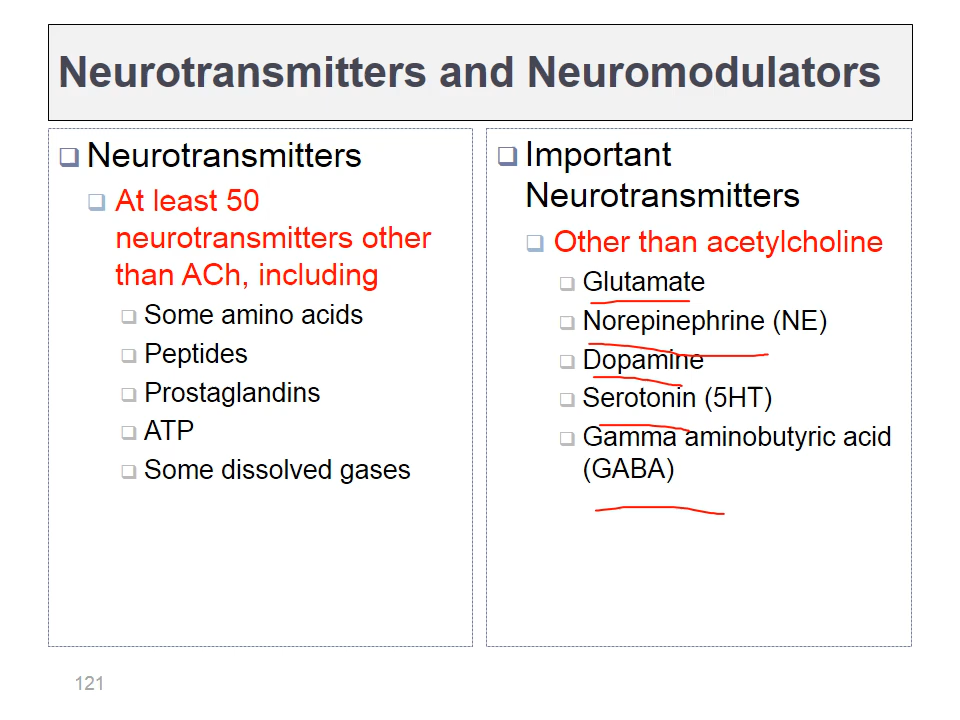 Neurotransmitters and Neuromodulators
Neurotransmitters
At least 50
neurotransmitters other
than ACh, including
Some amino acids
Peptides
Prostaglandins
ATP
Some dissolved gases
Important
Neurotransmitters
Other than acetylcholine
Glutamate
Norepinephrine (NE)
Dopamine
Serotonin (5HT)
Gamma aminobutyric acid
(GABA)
121